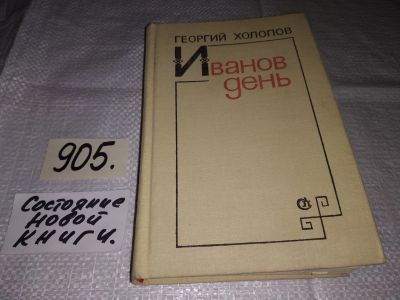 ГЕОРГИЙ ХОЛОПОВ
Иванов
день
905.
Состояние
новой
книги.